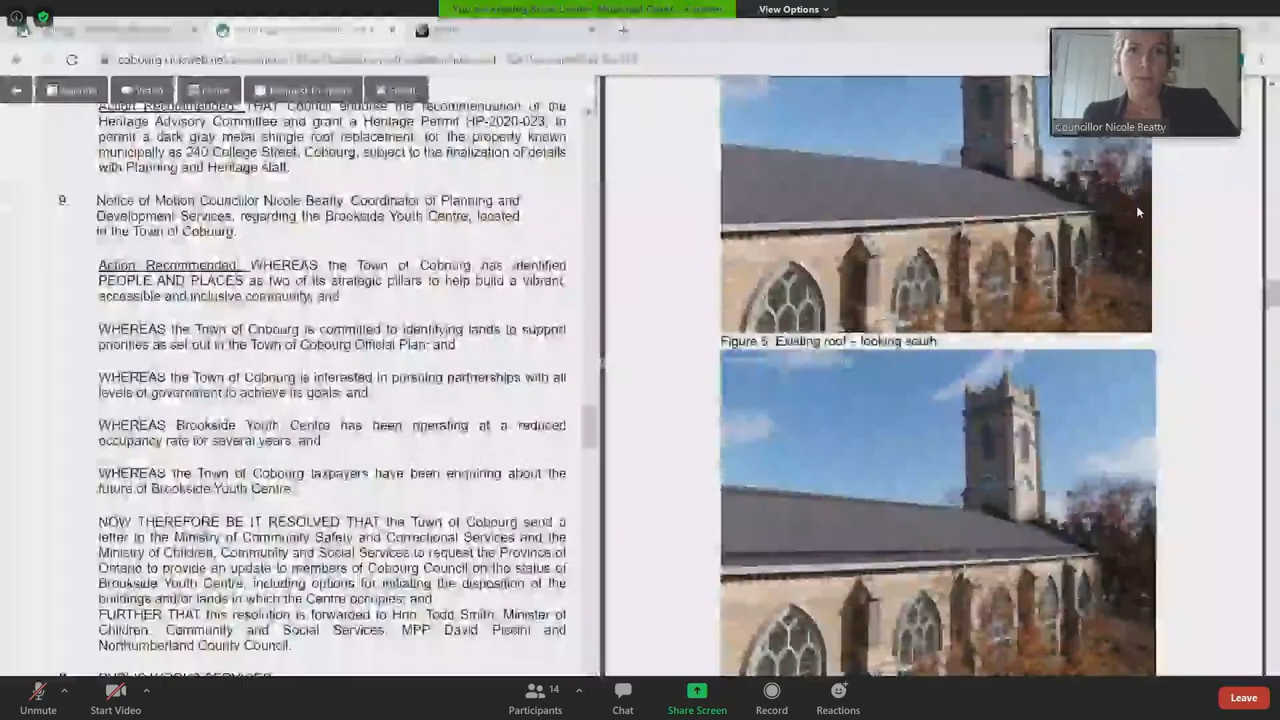 View Options
Councillor Nicole Beatty
Action Recommended: THAT Council endorse the recommendation of the
Heritage Advisory Committee and grant a Heritage Permit HP-2020-023, to
permit a dark gray metal shingle roof replacement, for the property known
municipally as 240 College Street, Cobourg, subject to the finalization of details
with Planning and Heritage staff.
9. Notice of Motion Councillor Nicole Beatty Coordinator of Planning and
Development Services, regarding the Brookside Youth Centre, located
in the Town of Cobourg.
Action Recommended: WHEREAS the Town of Cobourg has identified
PEOPLE AND PLACES as two of its strategic pillars to help build a vibrant,
accessible and inclusive community; and
WHEREAS the Town of Cobourg is committed to identifying lands to support
priorities as set out in the Town of Cobourg Official Plan; and
WHEREAS the Town of Cobourg is interested in pursuing partnerships with all
levels of government to achieve its goals; and
WHEREAS Brookside Youth Centre has been operating at a reduced
occupancy rate for several years; and
WHEREAS the Town of Cobourg taxpayers have been enquiring about the
future of Brookside Youth Centre.
NOW THEREFORE BE IT RESOLVED THAT the Town of Cobourg send a
letter to the Ministry of Community Safety and Correctional Services and the
Ministry of Children, Community and Social Services to request the Province of
Ontario to provide an update to members of Cobourg Council on the status of
Brookside Youth Centre, including options for initiating the disposition of the
buildings and/or lands in which the Centre occupies; and
FURTHER THAT this resolution is forwarded to Hon. Todd Smith, Minister of
Children, Community and Social Services, MPP David Piccini and
Northumberland County Council.
Figure 5: Existing roof – looking south
Unmute
Start Video
14
Participants
Chat
Share Screen
Record
Reactions
Leave